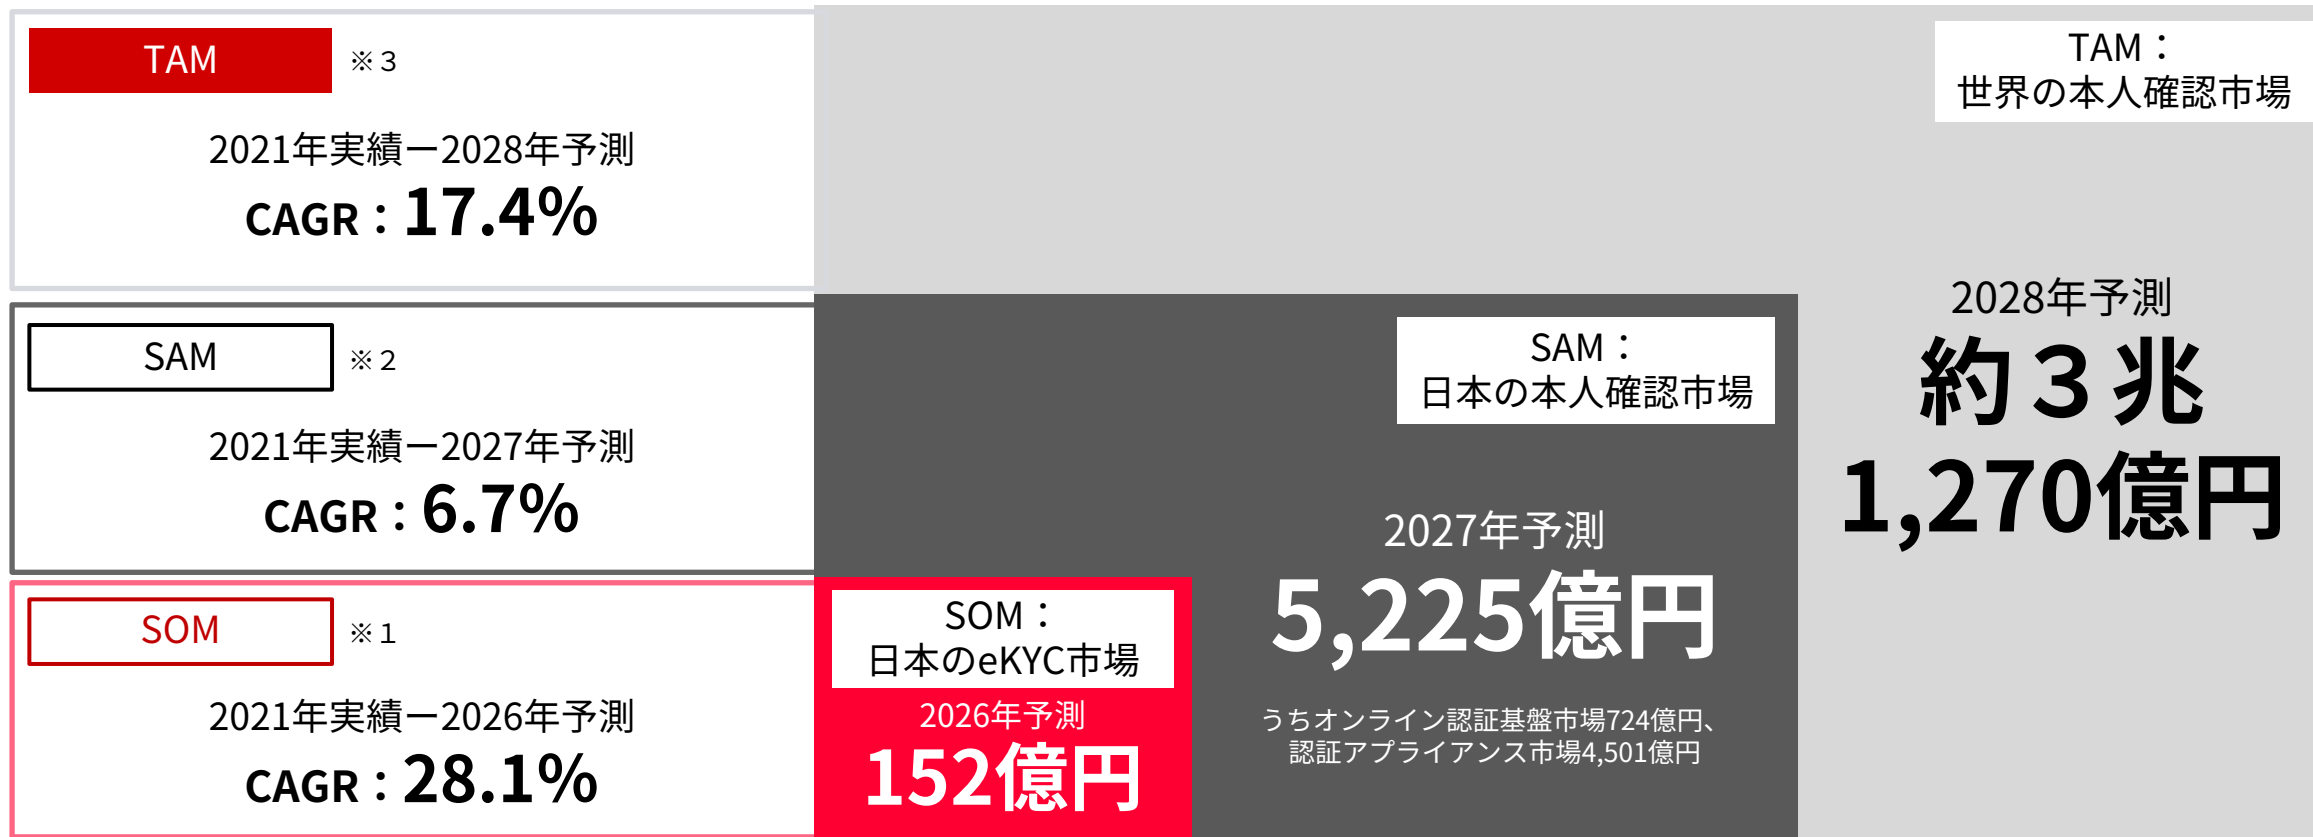 TAM ※３
2021年実績ー2028年予測
CAGR：17.4%
SAM ※２
2021年実績ー2027年予測
CAGR：6.7%
SOM ※１
2021年実績ー2026年予測
CAGR：28.1%
SOM：
日本のeKYC市場
2026年予測
152億円
SAM：
日本の本人確認市場
2027年予測
5,225億円
うちオンライン認証基盤市場724億円、
認証アプライアンス市場4,501億円
TAM：
世界の本人確認市場
2028年予測
約３兆
1,270億円